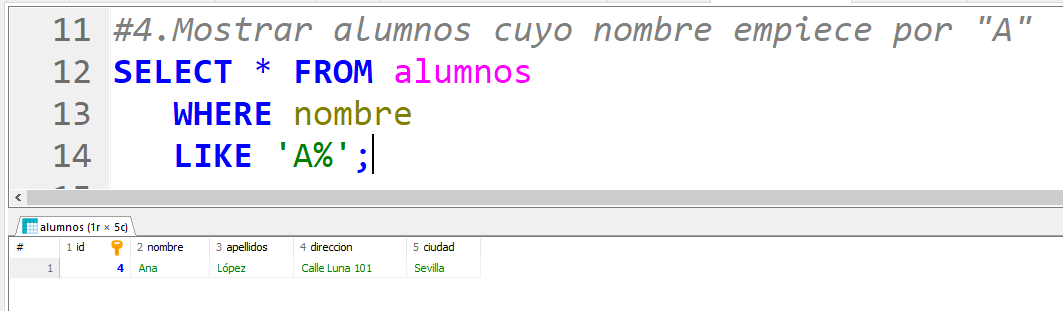 11 #4.Mostrar alumnos cuyo nombre empiece por "A"
12 SELECT * FROM alumnos
13 WHERE nombre
14 LIKE 'A%';
alumnos (1r × 5c)
# 1 id 2 nombre 3 apellidos 4 direccion 5 ciudad
1 4 Ana López Calle Luna 101 Sevilla